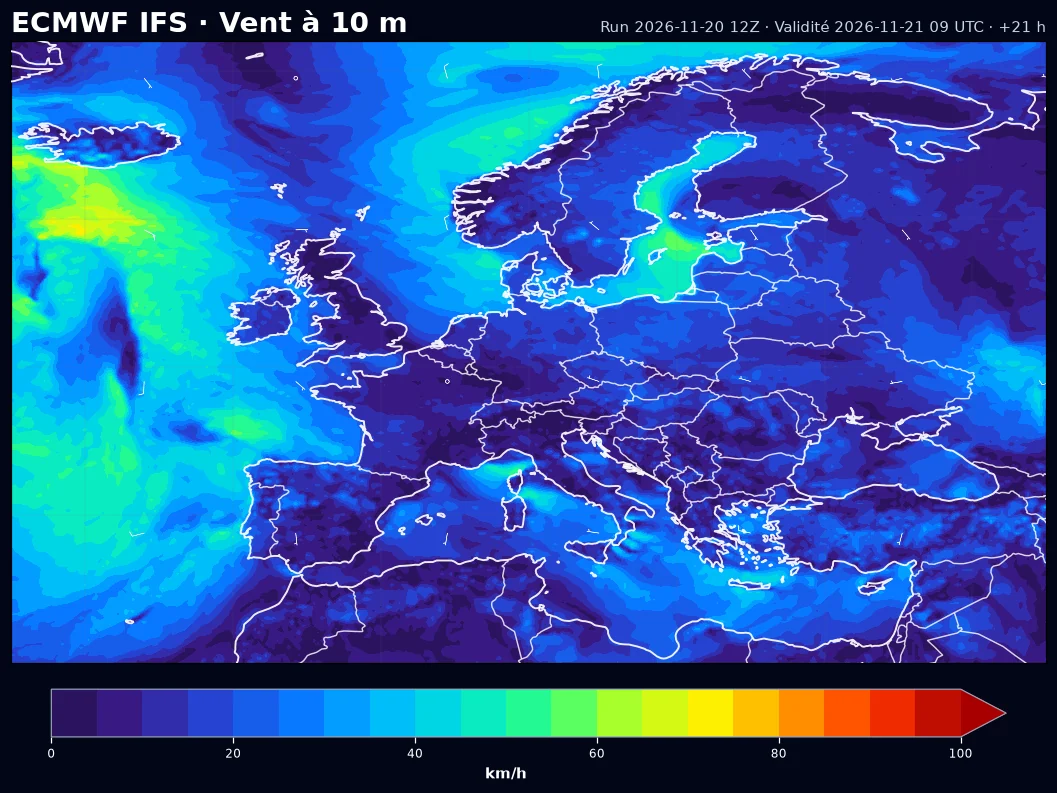 ECMWF IFS · Vent à 10 m
Run 2026-11-20 12Z · Validité 2026-11-21 09 UTC · +21 h
0 20 40 60 80 100
km/h